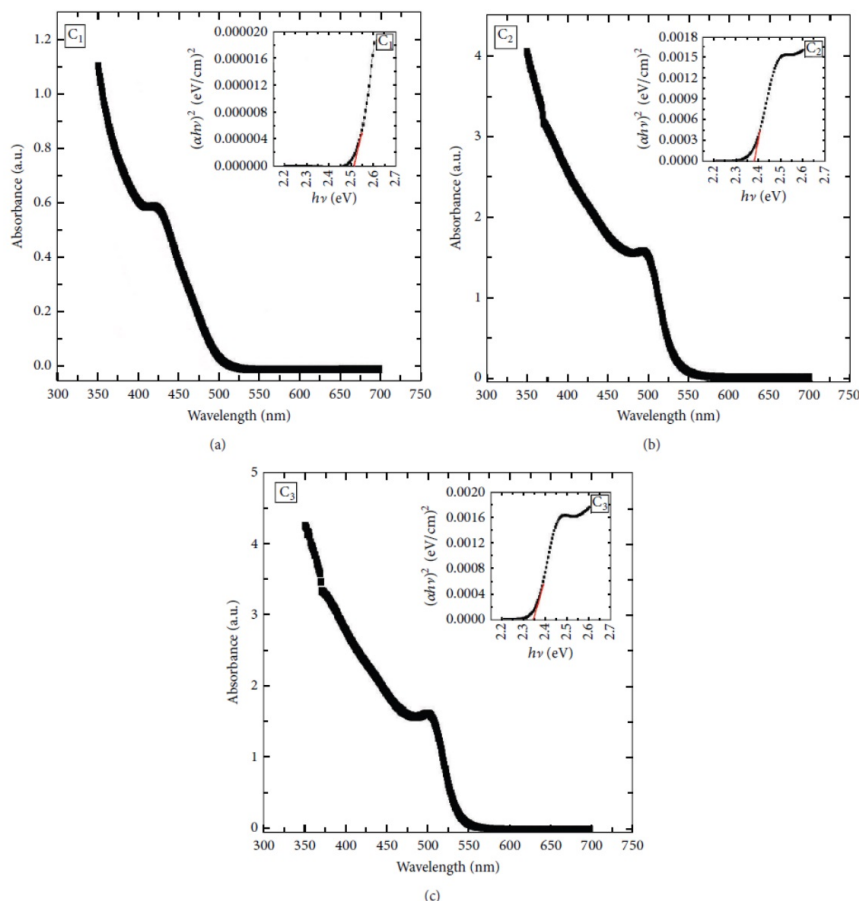 C₁
Absorbance (a.u.)
1.2
1.0
0.8
0.6
0.4
0.2
0.0
300 350 400 450 500 550 600 650 700 750
Wavelength (nm)
(αhν)² (eV/cm)²
0.000020
0.000016
0.000012
0.000008
0.000004
0.000000
2.2 2.3 2.4 2.5 2.6 2.7
hν (eV)
(a)
C₂
Absorbance (a.u.)
4
3
2
1
0
300 350 400 450 500 550 600 650 700 750
Wavelength (nm)
C₂
(αhν)² (eV/cm)²
0.0018
0.0015
0.0012
0.0009
0.0006
0.0003
0.0000
2.2 2.3 2.4 2.5 2.6 2.7
hν (eV)
(b)
C₃
Absorbance (a.u.)
5
4
3
2
1
0
300 350 400 450 500 550 600 650 700 750
Wavelength (nm)
C₃
(αhν)² (eV/cm)²
0.0020
0.0016
0.0012
0.0008
0.0004
0.0000
2.2 2.3 2.4 2.5 2.6 2.7
hν (eV)
(c)